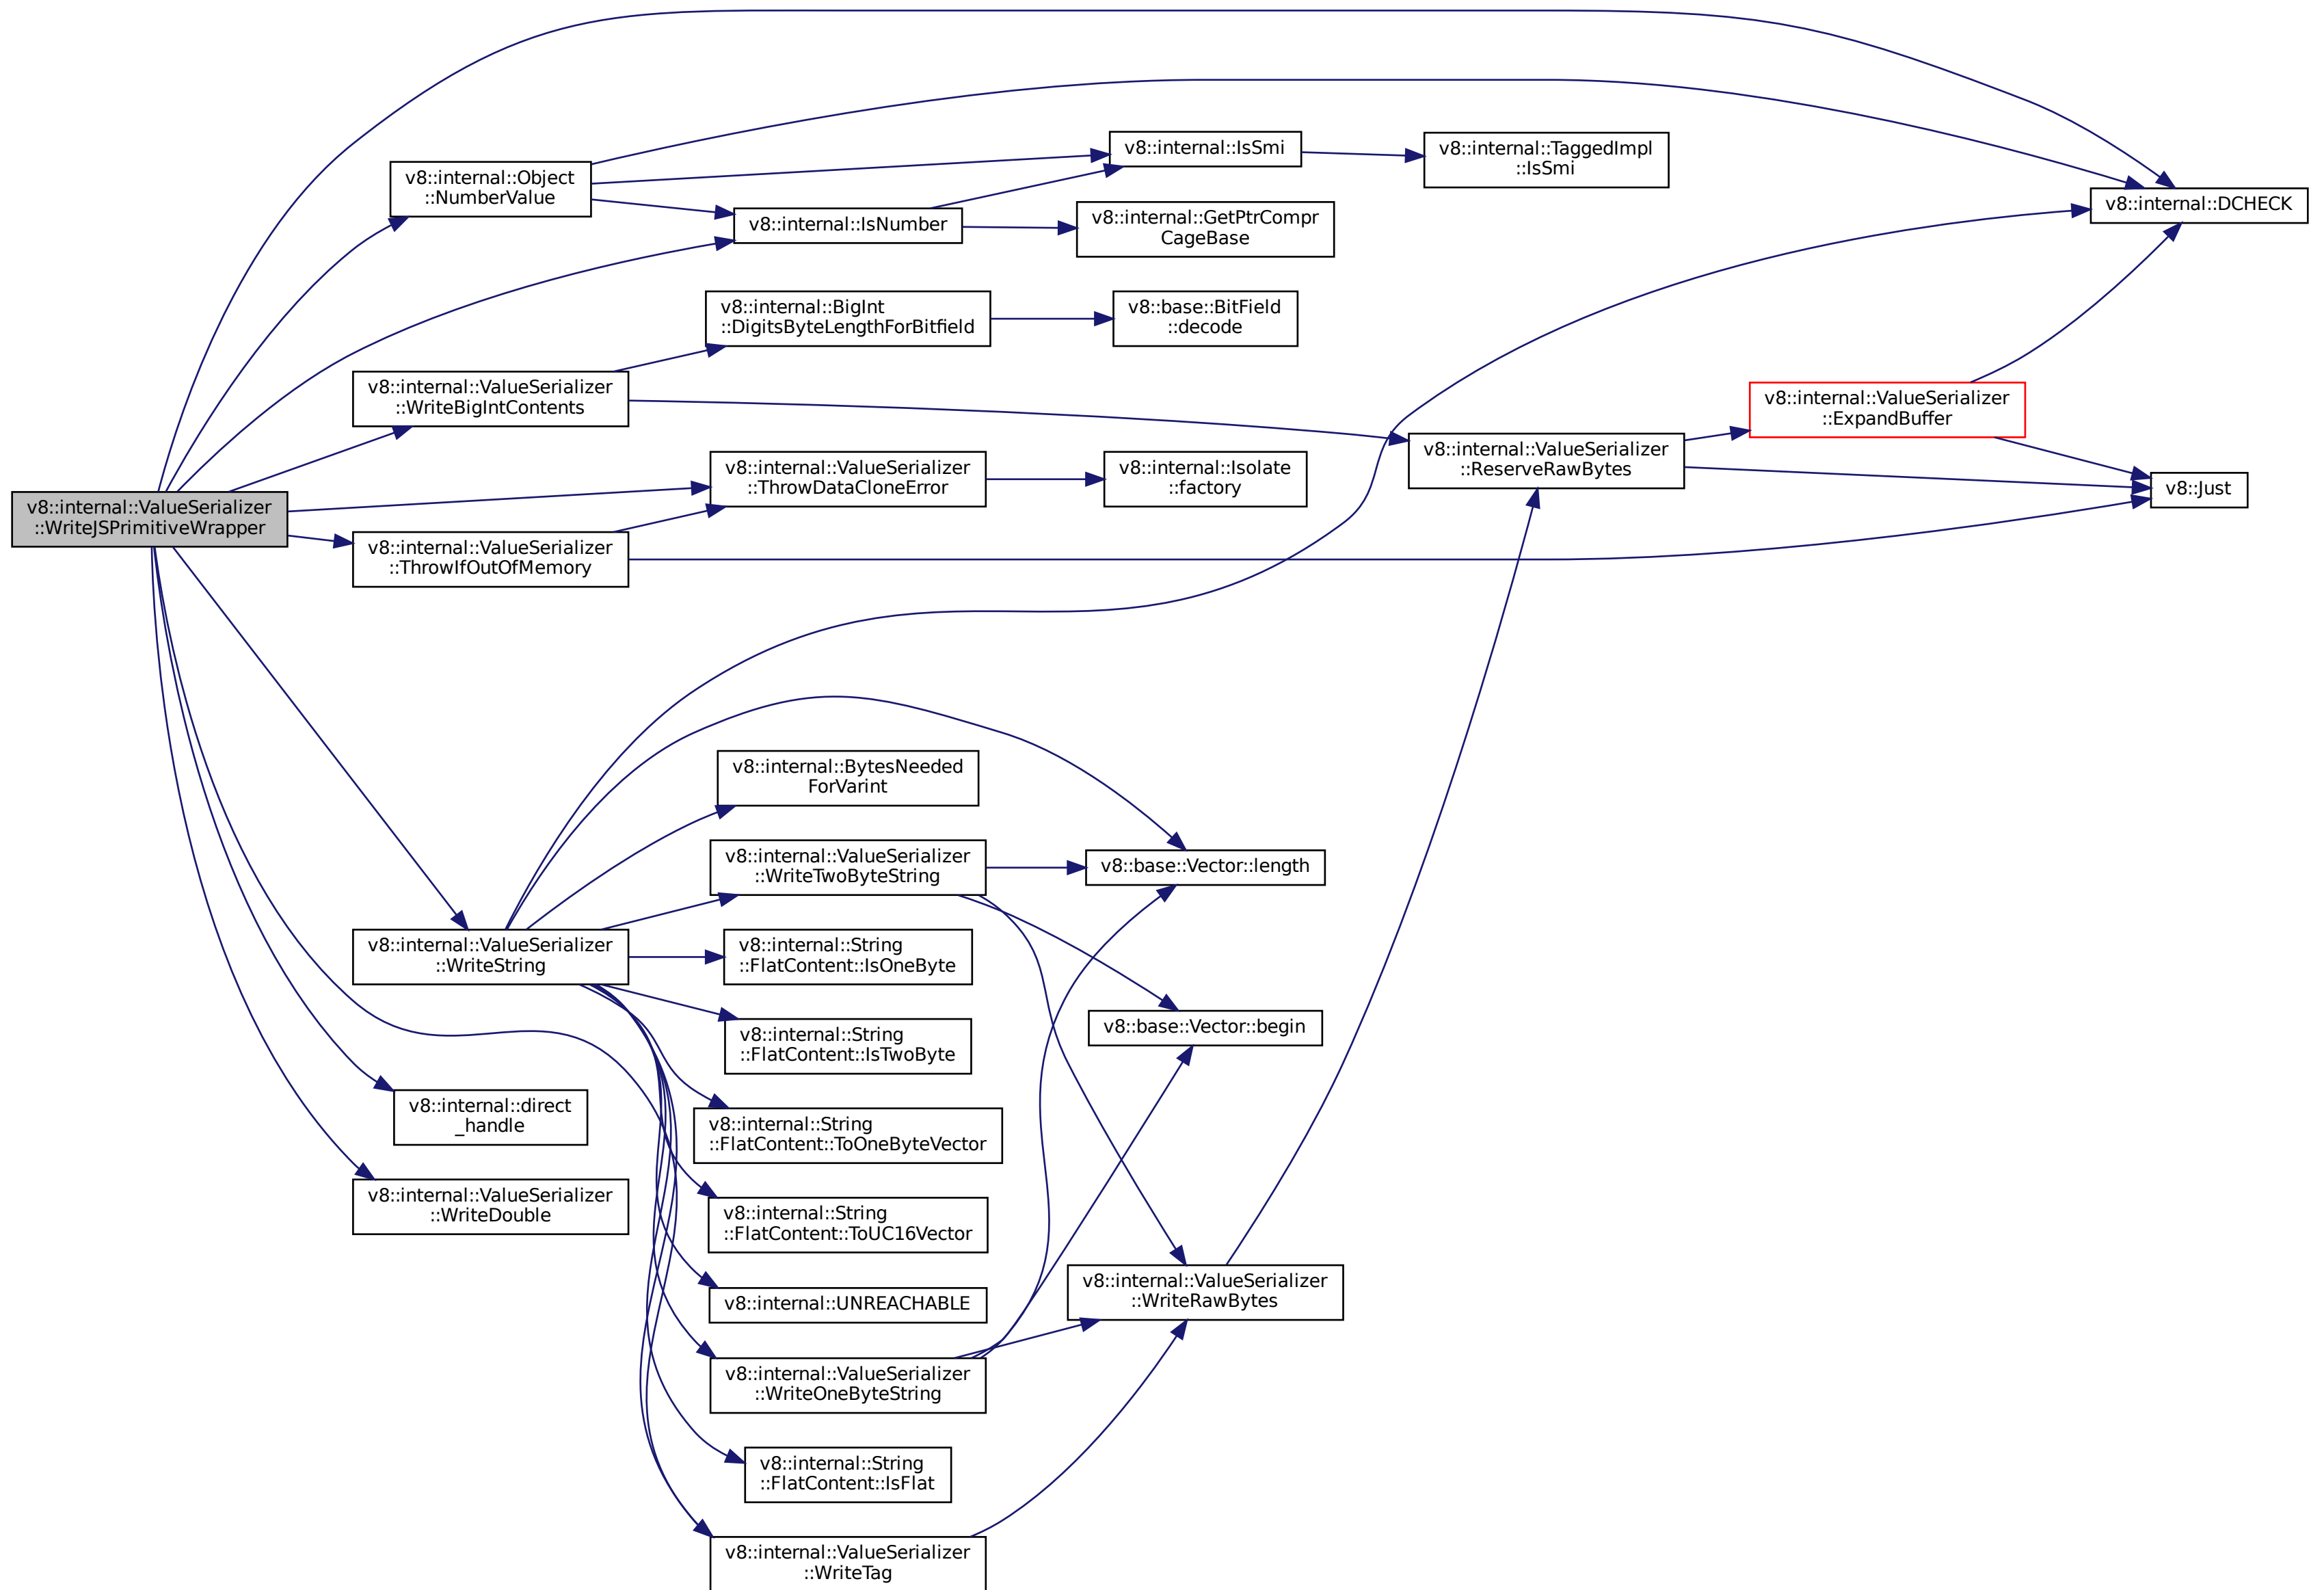 v8::internal::ValueSerializer
::WriteJSPrimitiveWrapper
v8::internal::Object
::NumberValue
v8::internal::IsSmi
v8::internal::TaggedImpl
::IsSmi
v8::internal::DCHECK
v8::internal::IsNumber
v8::internal::GetPtrCompr
CageBase
v8::internal::BigInt
::DigitsByteLengthForBitfield
v8::base::BitField
::decode
v8::internal::ValueSerializer
::WriteBigIntContents
v8::internal::ValueSerializer
::ReserveRawBytes
v8::internal::ValueSerializer
::ExpandBuffer
v8::Just
v8::internal::ValueSerializer
::ThrowDataCloneError
v8::internal::Isolate
::factory
v8::internal::ValueSerializer
::ThrowIfOutOfMemory
v8::internal::BytesNeeded
ForVarint
v8::internal::ValueSerializer
::WriteTwoByteString
v8::base::Vector::length
v8::internal::ValueSerializer
::WriteString
v8::internal::String
::FlatContent::IsOneByte
v8::internal::String
::FlatContent::IsTwoByte
v8::base::Vector::begin
v8::internal::direct
_handle
v8::internal::String
::FlatContent::ToOneByteVector
v8::internal::ValueSerializer
::WriteDouble
v8::internal::String
::FlatContent::ToUC16Vector
v8::internal::UNREACHABLE
v8::internal::ValueSerializer
::WriteRawBytes
v8::internal::ValueSerializer
::WriteOneByteString
v8::internal::String
::FlatContent::IsFlat
v8::internal::ValueSerializer
::WriteTag